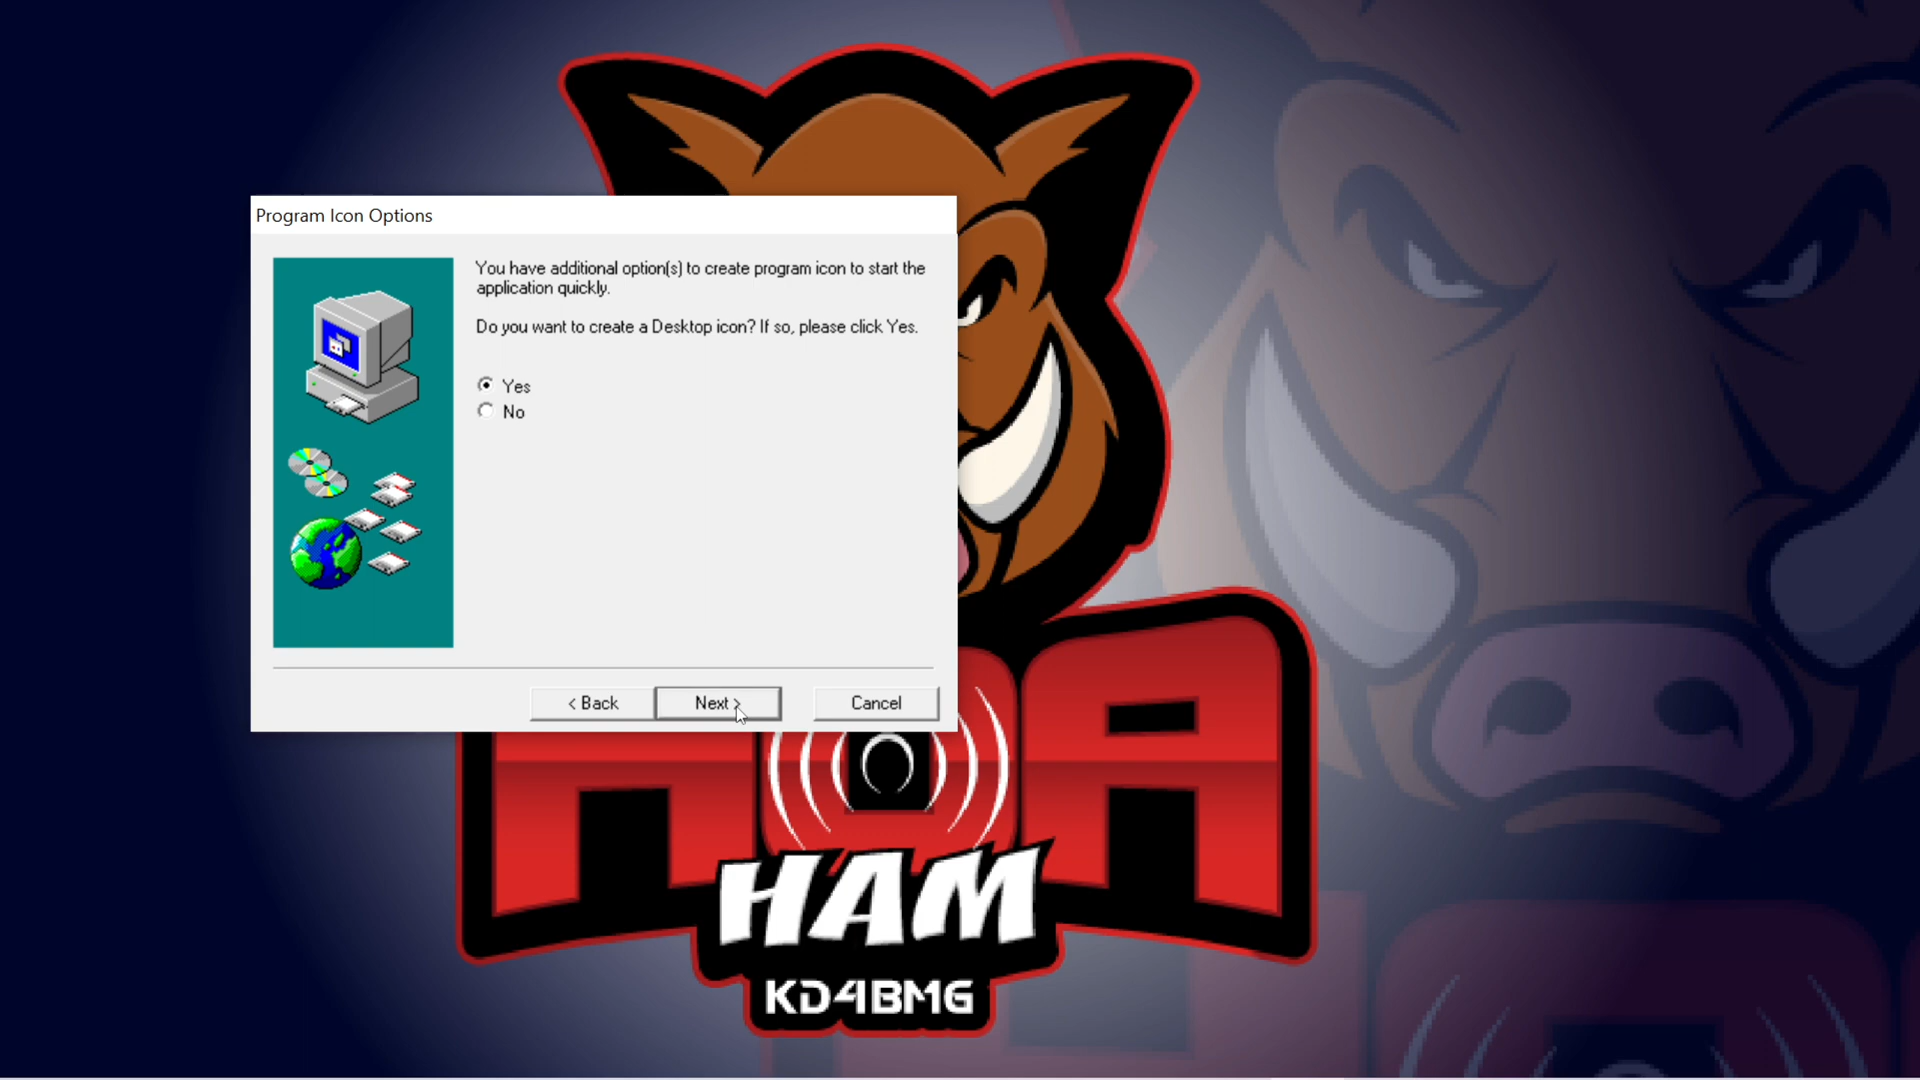 Program Icon Options
You have additional option(s) to create program icon to start the
application quickly.
Do you want to create a Desktop icon? If so, please click Yes.
Yes
No
< Back
Next >
Cancel
HAM
KD4BMG